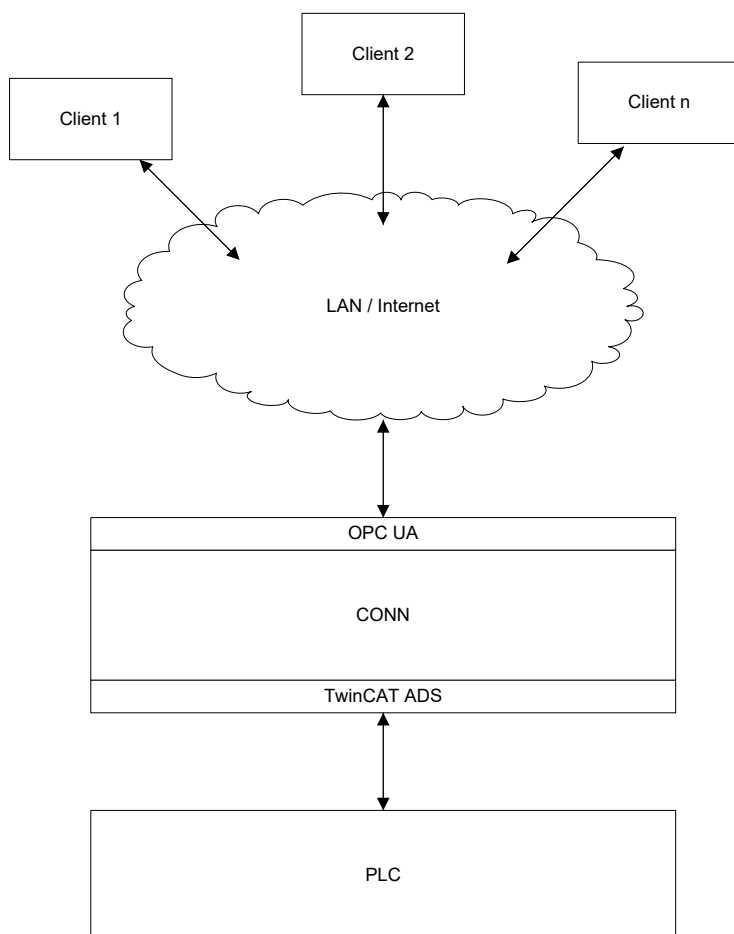 Client 2
Client 1
Client n
LAN / Internet
OPC UA
CONN
TwinCAT ADS
PLC